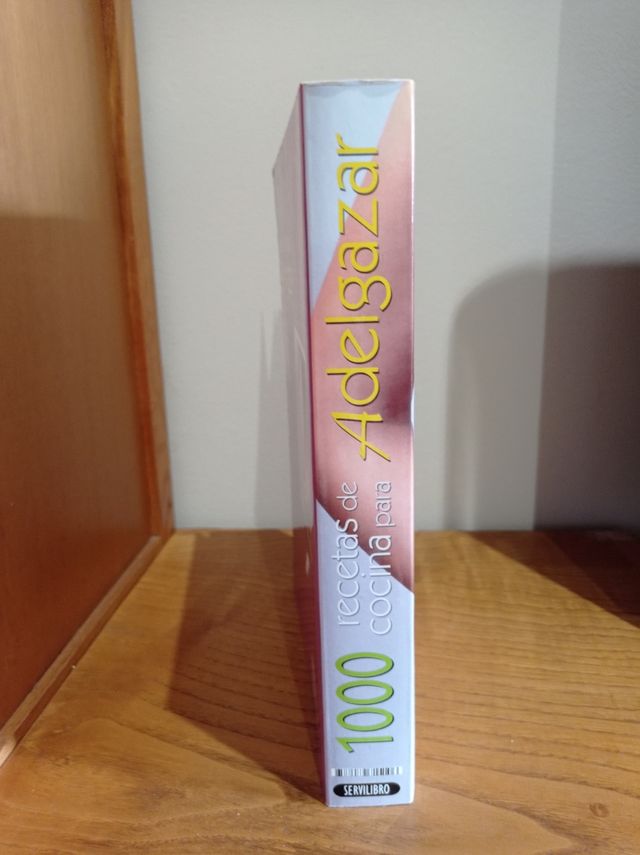 1000
recetas de
cocina para
Adelgazar
SERVILIBRO